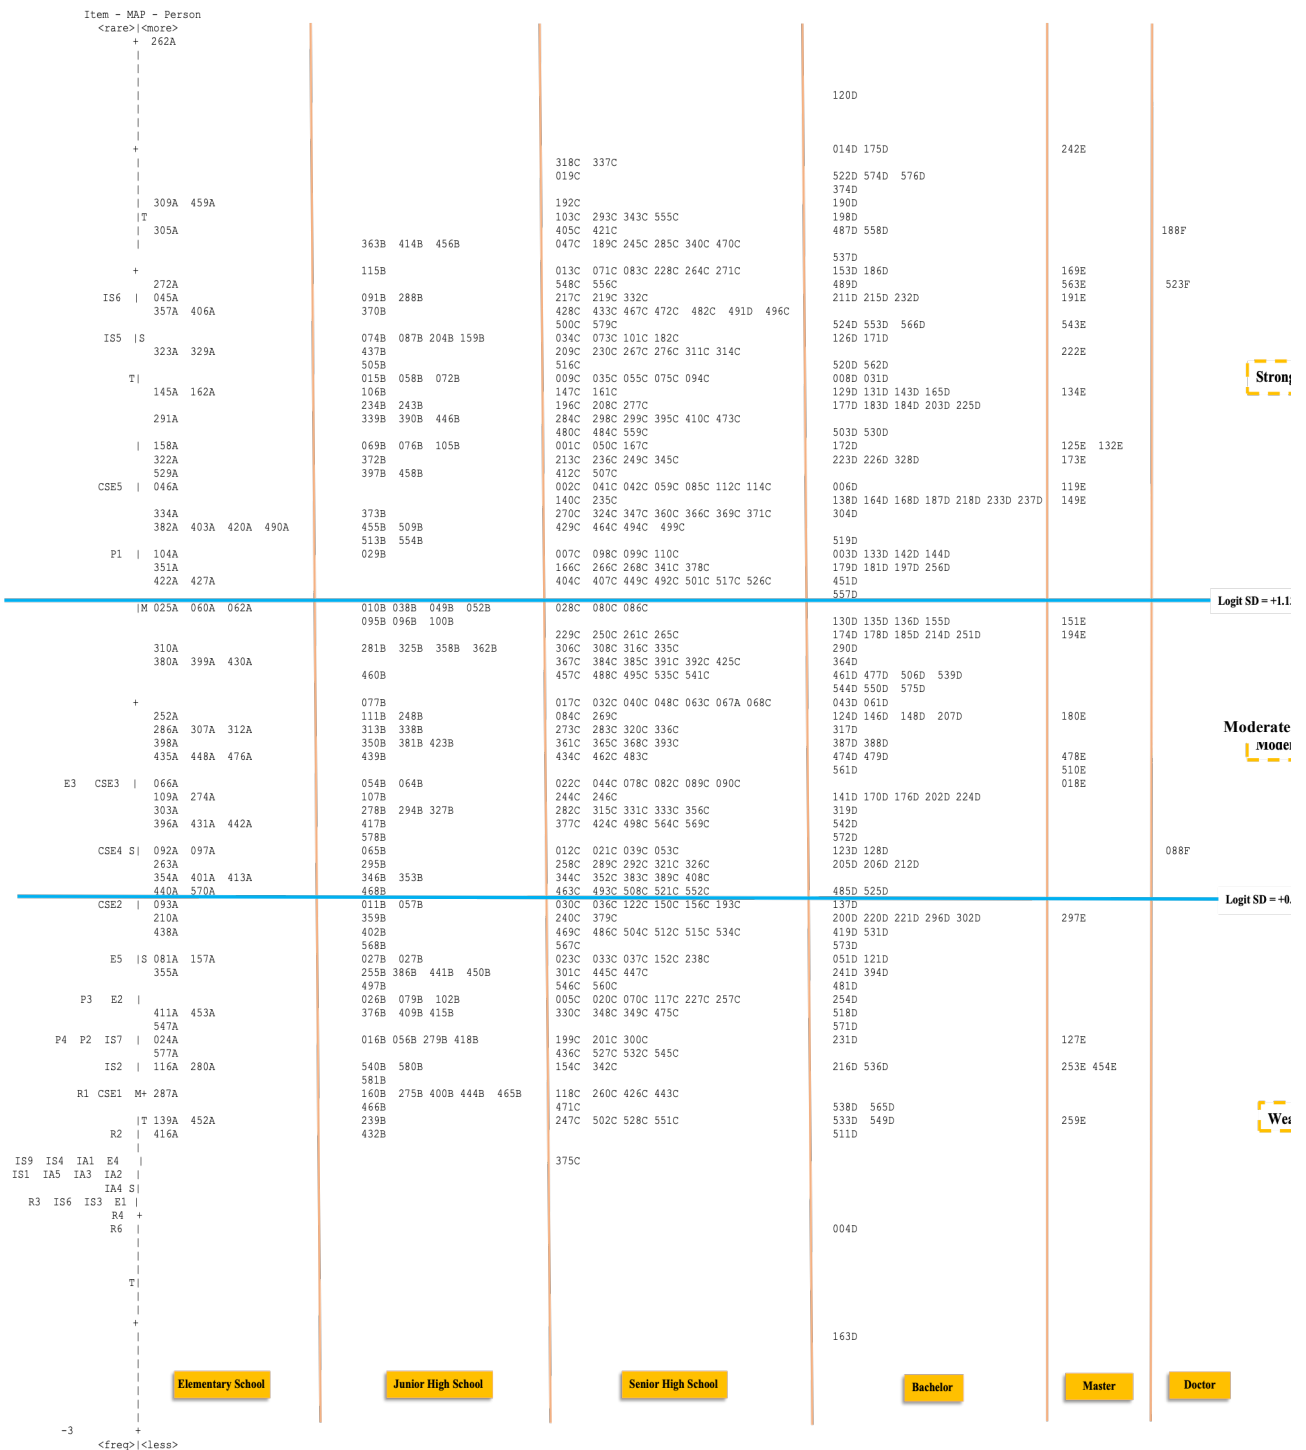 Item - MAP - Person
<rare>|<more>
+ 262A
120D
+ 014D 175D 242E
318C 337C
019C 522D 574D 576D
374D
309A 459A 192C 190D
|T 103C 293C 343C 555C 198D
305A 405C 421C 487D 558D 188F
363B 414B 456B 047C 189C 245C 285C 340C 470C
537D
+ 115B 013C 071C 083C 228C 264C 271C 153D 186D 169E
272A 548C 556C 489D 563E 523F
IS6 | 045A 091B 288B 217C 219C 332C 211D 215D 232D 191E
357A 406A 370B 428C 433C 467C 472C 482C 491D 496C
500C 579C 524D 553D 566D 543E
IS5 |S 074B 087B 204B 159B 034C 073C 101C 182C 126D 171D
323A 329A 437B 209C 230C 267C 276C 311C 314C 222E
505B 516C 520D 562D
T| 015B 058B 072B 009C 035C 055C 075C 094C 008D 031D
Strong
145A 162A 106B 147C 161C 129D 131D 143D 165D 134E
234B 243B 196C 208C 277C 177D 183D 184D 203D 225D
291A 339B 390B 446B 284C 298C 299C 395C 410C 473C
480C 484C 559C 503D 530D
| 158A 069B 076B 105B 001C 050C 167C 172D 125E 132E
322A 372B 213C 236C 249C 345C 223D 226D 328D 173E
529A 397B 458B 412C 507C
CSE5 | 046A 002C 041C 042C 059C 085C 112C 114C 006D 119E
140C 235C 138D 164D 168D 187D 218D 233D 237D 149E
334A 373B 270C 324C 347C 360C 366C 369C 371C 304D
382A 403A 420A 490A 455B 509B 429C 464C 494C 499C
513B 554B 519D
P1 | 104A 029B 007C 098C 099C 110C 003D 133D 142D 144D
351A 166C 266C 268C 341C 378C 179D 181D 197D 256D
422A 427A 404C 407C 449C 492C 501C 517C 526C 451D
557D
Logit SD = +1.1
|M 025A 060A 062A 010B 038B 049B 052B 028C 080C 086C
095B 096B 100B 130D 135D 136D 155D 151E
229C 250C 261C 265C 174D 178D 185D 214D 251D 194E
310A 281B 325B 358B 362B 306C 308C 316C 335C 290D
380A 399A 430A 367C 384C 385C 391C 392C 425C 364D
460B 457C 488C 495C 535C 541C 461D 477D 506D 539D
544D 550D 575D
+ 077B 017C 032C 040C 048C 063C 067A 068C 043D 061D
252A 111B 248B 084C 269C 124D 146D 148D 207D 180E
286A 307A 312A 313B 338B 273C 283C 320C 336C 317D
Moderate
398A 350B 381B 423B 361C 365C 368C 393C 387D 388D
435A 448A 476A 439B 434C 462C 483C 474D 479D 478E
561D 510E
E3 CSE3 | 066A 054B 064B 022C 044C 078C 082C 089C 090C 018E
109A 274A 107B 244C 246C 141D 170D 176D 202D 224D
303A 278B 294B 327B 282C 315C 331C 333C 356C 319D
396A 431A 442A 417B 377C 424C 498C 564C 569C 542D
578B 572D
CSE4 S| 092A 097A 065B 012C 021C 039C 053C 123D 128D 088F
263A 295B 258C 289C 292C 321C 326C 205D 206D 212D
354A 401A 413A 346B 353B 344C 352C 383C 389C 408C
440A 570A 468B 463C 493C 508C 521C 552C 485D 525D
Logit SD = +0.
CSE2 | 093A 011B 057B 030C 036C 122C 150C 156C 193C 137D
210A 359B 240C 379C 200D 220D 221D 296D 302D 297E
438A 402B 469C 486C 504C 512C 515C 534C 419D 531D
568B 567C 573D
E5 |S 081A 157A 027B 027B 023C 033C 037C 152C 238C 051D 121D
355A 255B 386B 441B 450B 301C 445C 447C 241D 394D
497B 546C 560C 481D
P3 E2 | 026B 079B 102B 005C 020C 070C 117C 227C 257C 254D
411A 453A 376B 409B 415B 330C 348C 349C 475C 518D
547A 571D
P4 P2 IS7 | 024A 016B 056B 279B 418B 199C 201C 300C 231D 127E
577A 436C 527C 532C 545C
IS2 | 116A 280A 540B 580B 154C 342C 216D 536D 253E 454E
581B
R1 CSE1 M+ 287A 160B 275B 400B 444B 465B 118C 260C 426C 443C
466B 471C 538D 565D
|T 139A 452A 239B 247C 502C 528C 551C 533D 549D 259E
R2 | 416A 432B 511D
IS9 IS4 IA1 E4 | 375C
IS1 IA5 IA3 IA2 |
IA4 S|
R3 IS6 IS3 E1 |
R4 +
R6 | 004D
T|
+
163D
Elementary School Junior High School Senior High School Bachelor Master Doctor
-3 +
<freq>|<less>